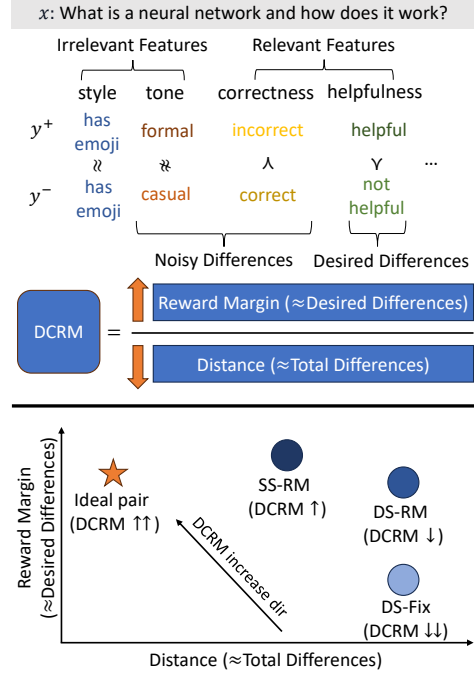 x: What is a neural network and how does it work?
Irrelevant Features Relevant Features
style tone correctness helpfulness
y⁺ has emoji formal incorrect helpful
≈ ≉ ⋏ ⋎ ...
y⁻ has emoji casual correct not helpful
Noisy Differences Desired Differences
DCRM =
Reward Margin (≈Desired Differences)
Distance (≈Total Differences)
Reward Margin
(≈Desired Differences)
Ideal pair
(DCRM ↑↑)
SS-RM
(DCRM ↑)
DS-RM
(DCRM ↓)
DCRM increase dir
DS-Fix
(DCRM ↓↓)
Distance (≈Total Differences)